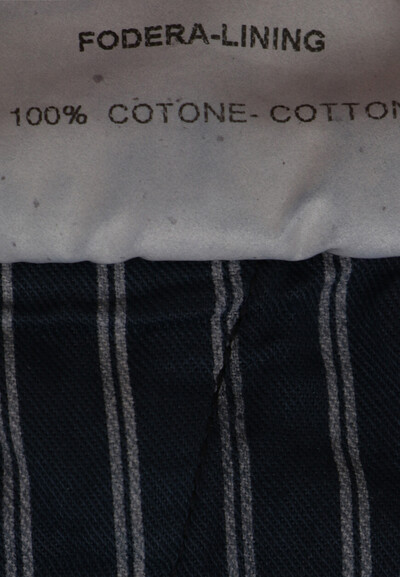 FODERA-LINING
100% COTONE- COTTON